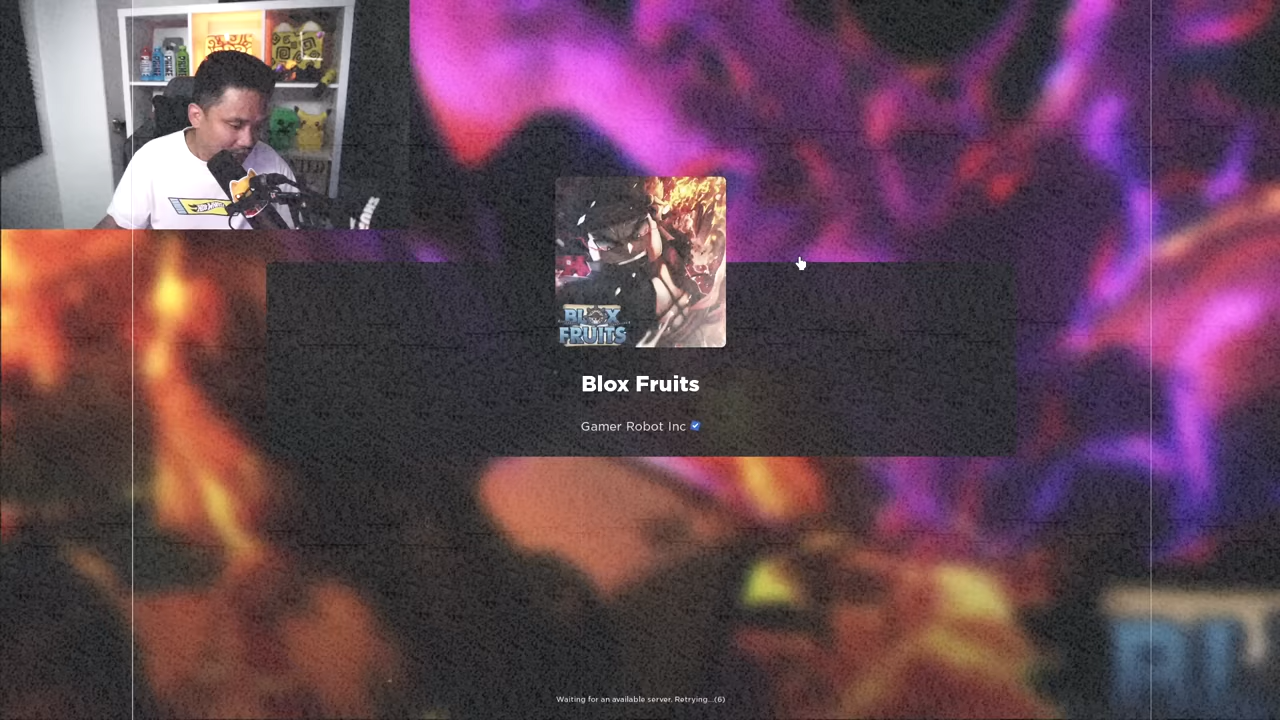 BLOX
FRUITS
Blox Fruits
Gamer Robot Inc
Waiting for an available server, Retrying...(6)